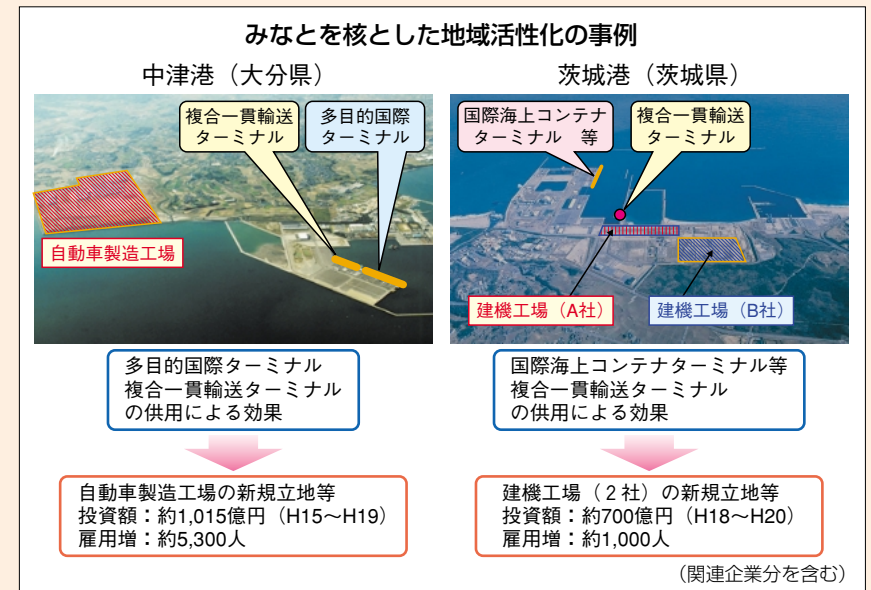 みなとを核とした地域活性化の事例
中津港（大分県）
複合一貫輸送
ターミナル
多目的国際
ターミナル
自動車製造工場
多目的国際ターミナル
複合一貫輸送ターミナル
の供用による効果
自動車製造工場の新規立地等
投資額：約1,015億円（H15～H19）
雇用増：約5,300人
茨城港（茨城県）
国際海上コンテナ
ターミナル 等
複合一貫輸送
ターミナル
建機工場（A社）
建機工場（B社）
国際海上コンテナターミナル等
複合一貫輸送ターミナル
の供用による効果
建機工場（２社）の新規立地等
投資額：約700億円（H18～H20）
雇用増：約1,000人
（関連企業分を含む）